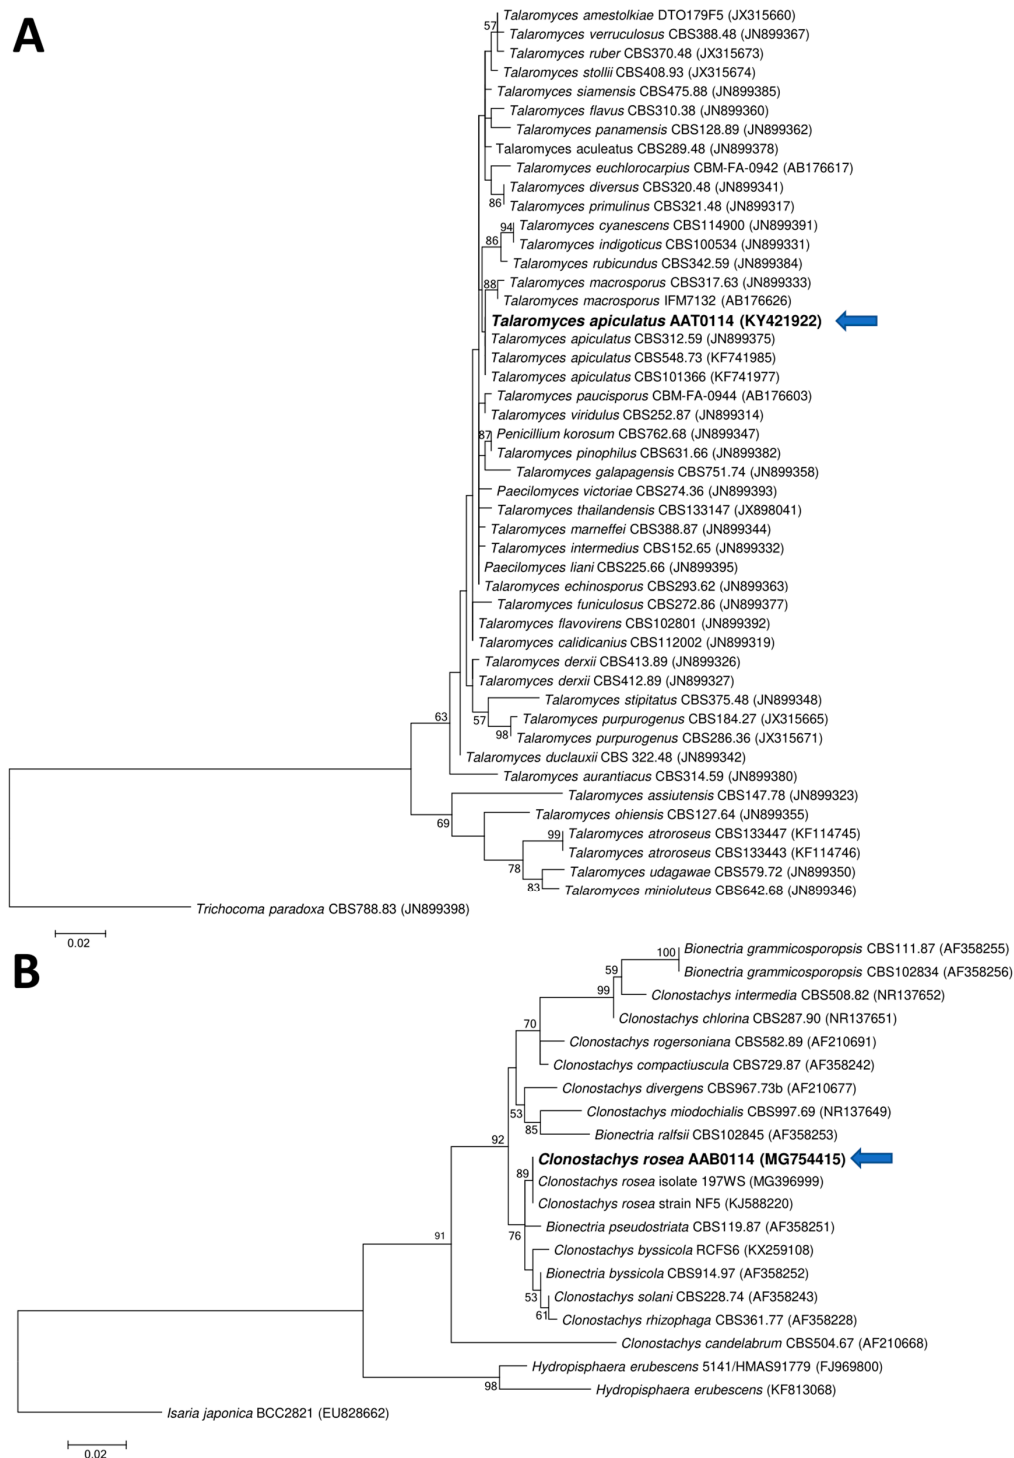 A
57
Talaromyces amestolkiae DTO179F5 (JX315660)
Talaromyces verruculosus CBS388.48 (JN899367)
Talaromyces ruber CBS370.48 (JX315673)
Talaromyces stollii CBS408.93 (JX315674)
Talaromyces siamensis CBS475.88 (JN899385)
Talaromyces flavus CBS310.38 (JN899360)
Talaromyces panamensis CBS128.89 (JN899362)
Talaromyces aculeatus CBS289.48 (JN899378)
Talaromyces euchlorocarpius CBM-FA-0942 (AB176617)
Talaromyces diversus CBS320.48 (JN899341)
86 Talaromyces primulinus CBS321.48 (JN899317)
94 Talaromyces cyanescens CBS114900 (JN899391)
86 Talaromyces indigoticus CBS100534 (JN899331)
Talaromyces rubicundus CBS342.59 (JN899384)
88 Talaromyces macrosporus CBS317.63 (JN899333)
Talaromyces macrosporus IFM7132 (AB176626)
Talaromyces apiculatus AAT0114 (KY421922)
Talaromyces apiculatus CBS312.59 (JN899375)
Talaromyces apiculatus CBS548.73 (KF741985)
Talaromyces apiculatus CBS101366 (KF741977)
Talaromyces paucisporus CBM-FA-0944 (AB176603)
Talaromyces viridulus CBS252.87 (JN899314)
87 Penicillium korosum CBS762.68 (JN899347)
Talaromyces pinophilus CBS631.66 (JN899382)
Talaromyces galapagensis CBS751.74 (JN899358)
Paecilomyces victoriae CBS274.36 (JN899393)
Talaromyces thailandensis CBS133147 (JX898041)
Talaromyces marneffei CBS388.87 (JN899344)
Talaromyces intermedius CBS152.65 (JN899332)
Paecilomyces liani CBS225.66 (JN899395)
Talaromyces echinosporus CBS293.62 (JN899363)
Talaromyces funiculosus CBS272.86 (JN899377)
Talaromyces flavovirens CBS102801 (JN899392)
Talaromyces calidicanius CBS112002 (JN899319)
Talaromyces derxii CBS413.89 (JN899326)
Talaromyces derxii CBS412.89 (JN899327)
Talaromyces stipitatus CBS375.48 (JN899348)
63 57 Talaromyces purpurogenus CBS184.27 (JX315665)
98 Talaromyces purpurogenus CBS286.36 (JX315671)
Talaromyces duclauxii CBS 322.48 (JN899342)
Talaromyces aurantiacus CBS314.59 (JN899380)
Talaromyces assiutensis CBS147.78 (JN899323)
69 Talaromyces ohiensis CBS127.64 (JN899355)
99 Talaromyces atroroseus CBS133447 (KF114745)
Talaromyces atroroseus CBS133443 (KF114746)
78 Talaromyces udagawae CBS579.72 (JN899350)
83 Talaromyces minioluteus CBS642.68 (JN899346)
Trichocoma paradoxa CBS788.83 (JN899398)
0.02
B
100 Bionectria grammicosporopsis CBS111.87 (AF358255)
59 Bionectria grammicosporopsis CBS102834 (AF358256)
99 Clonostachys intermedia CBS508.82 (NR137652)
Clonostachys chlorina CBS287.90 (NR137651)
70 Clonostachys rogersoniana CBS582.89 (AF210691)
Clonostachys compactiuscula CBS729.87 (AF358242)
Clonostachys divergens CBS967.73b (AF210677)
53 Clonostachys miodochialis CBS997.69 (NR137649)
85 Bionectria ralfsii CBS102845 (AF358253)
92 Clonostachys rosea AAB0114 (MG754415)
89 Clonostachys rosea isolate 197WS (MG396999)
Clonostachys rosea strain NF5 (KJ588220)
76 Bionectria pseudostriata CBS119.87 (AF358251)
91 Clonostachys byssicola RCFS6 (KX259108)
Bionectria byssicola CBS914.97 (AF358252)
53 Clonostachys solani CBS228.74 (AF358243)
61 Clonostachys rhizophaga CBS361.77 (AF358228)
Clonostachys candelabrum CBS504.67 (AF210668)
Hydropisphaera erubescens 5141/HMAS91779 (FJ969800)
98 Hydropisphaera erubescens (KF813068)
Isaria japonica BCC2821 (EU828662)
0.02